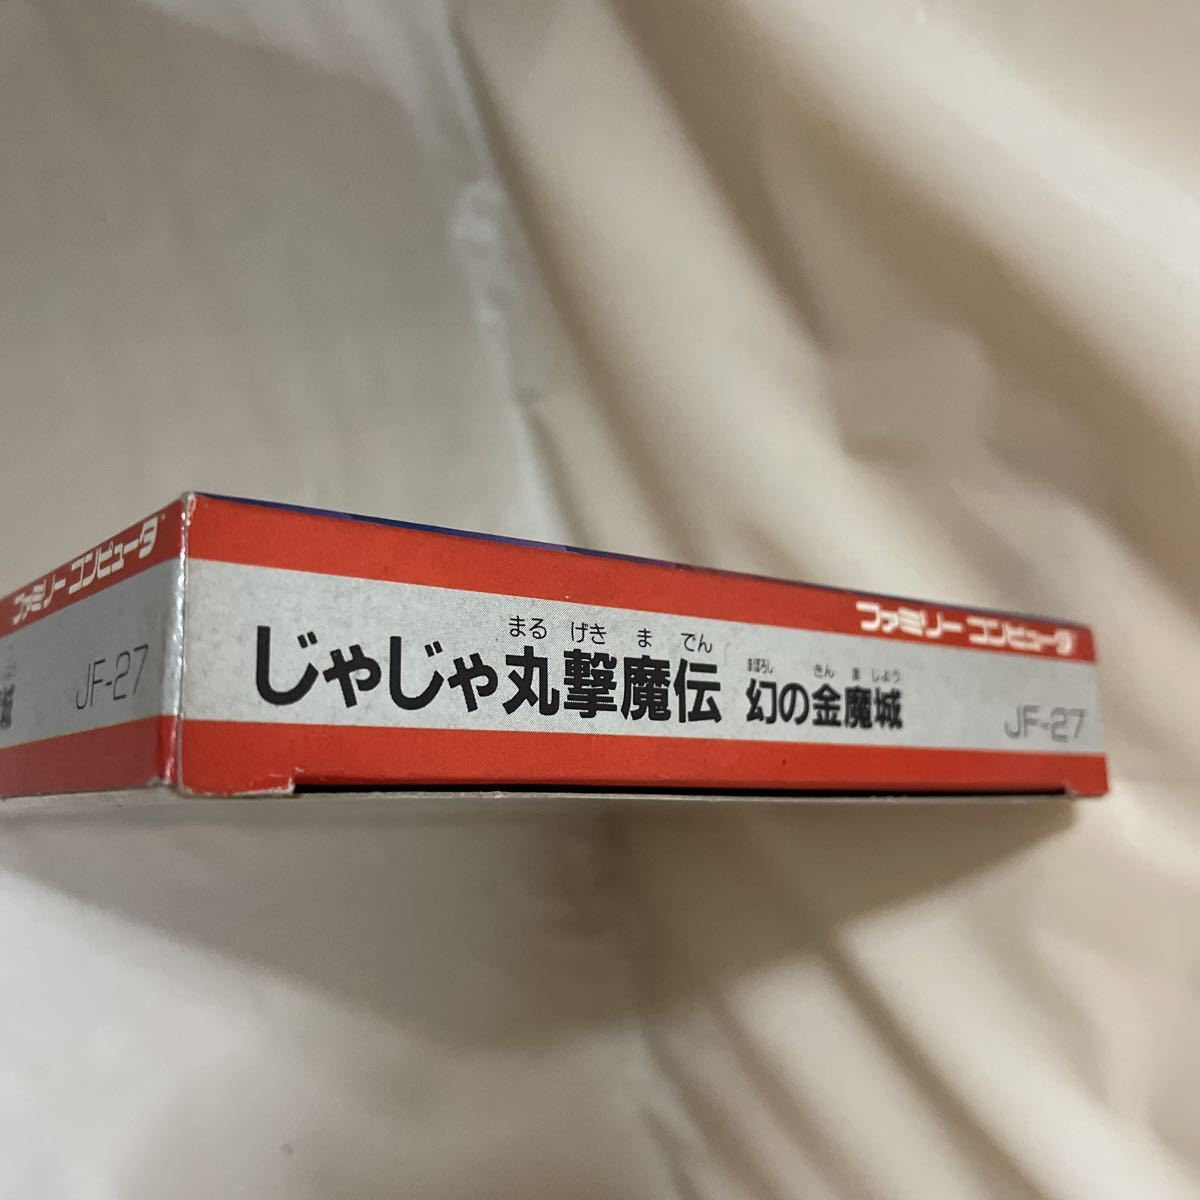 ファミリーコンピュータ
JF-27
城
ファミリーコンピュータ
まる げき ま でん
じゃじゃ丸撃魔伝
まぼろし きん ま じょう
幻の金魔城
JF-27